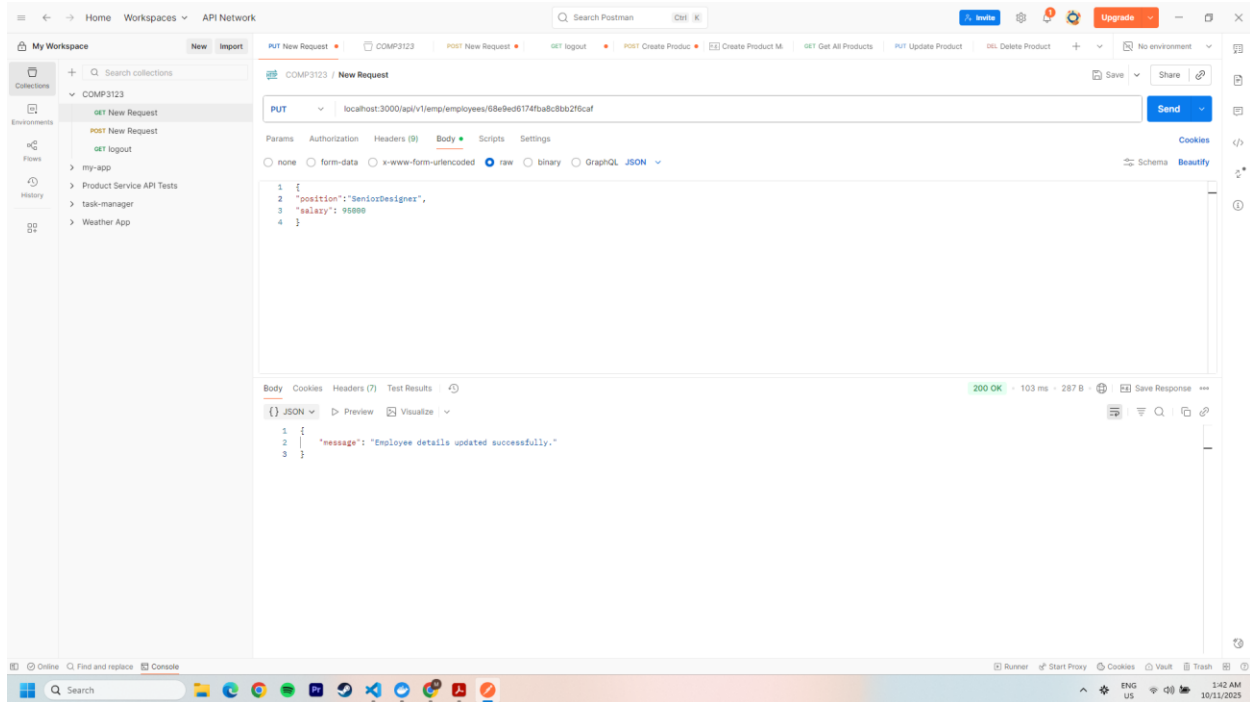 Home Workspaces API Network
Search Postman Ctrl K
Invite
Upgrade
My Workspace New Import
PUT New Request
COMP3123
POST New Request
GET logout
POST Create Produc
Create Product M
GET Get All Products
PUT Update Product
DEL Delete Product
No environment
Collections
Environments
Flows
History
Search collections
COMP3123
GET New Request
POST New Request
GET logout
my-app
Product Service API Tests
task-manager
Weather App
COMP3123 / New Request
Save Share
PUT localhost:3000/api/v1/emp/employees/68e9ed6174fba8c8bb2f6caf
Send
Params Authorization Headers (9) Body Scripts Settings
Cookies
none form-data x-www-form-urlencoded raw binary GraphQL JSON
Schema Beautify
1 {
2 "position":"SeniorDesigner",
3 "salary": 95000
4 }
Body Cookies Headers (7) Test Results
200 OK 103 ms 287 B Save Response
{} JSON Preview Visualize
1 {
2 "message": "Employee details updated successfully."
3 }
Online Find and replace Console
Runner Start Proxy Cookies Vault Trash
Search
Pr
ENG
US
1:42 AM
10/11/2025